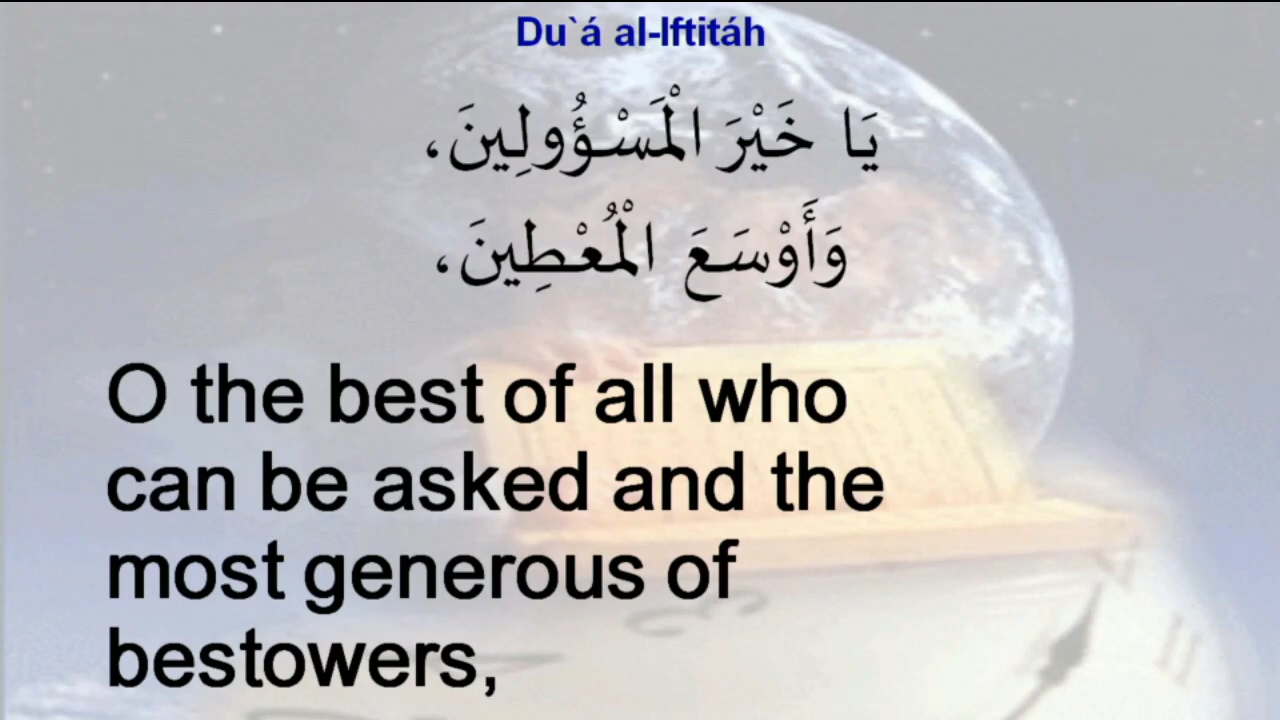 Du`á al-Iftitáh
يَا خَيْرَ الْمَسْؤُولِينَ،
وَأَوْسَعَ الْمُعْطِينَ،
O the best of all who
can be asked and the
most generous of
bestowers,
II